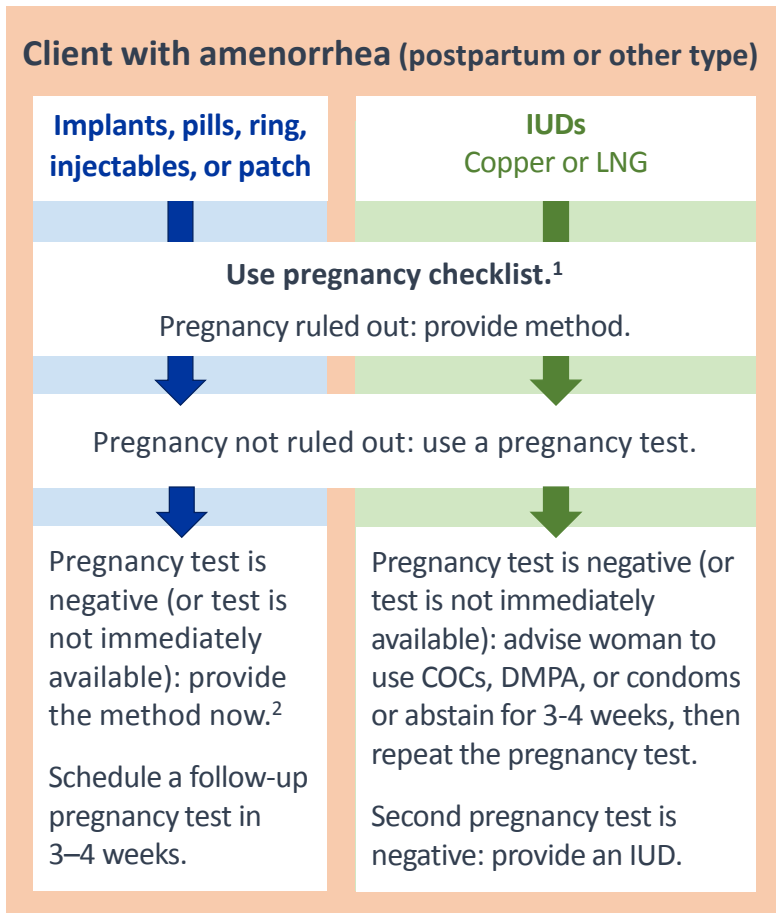 Client with amenorrhea (postpartum or other type)
Implants, pills, ring,
injectables, or patch
IUDs
Copper or LNG
Use pregnancy checklist.1
Pregnancy ruled out: provide method.
Pregnancy not ruled out: use a pregnancy test.
Pregnancy test is
negative (or test is
not immediately
available): provide
the method now.2
Schedule a follow-up
pregnancy test in
3–4 weeks.
Pregnancy test is negative (or
test is not immediately
available): advise woman to
use COCs, DMPA, or condoms
or abstain for 3-4 weeks, then
repeat the pregnancy test.
Second pregnancy test is
negative: provide an IUD.